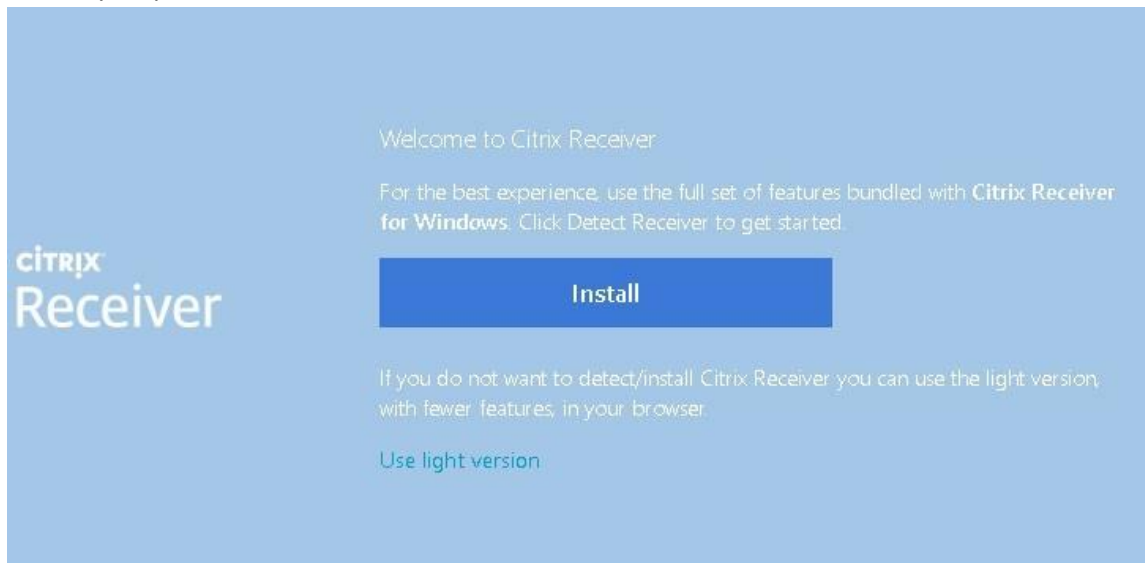 Welcome to Citrix Receiver
For the best experience, use the full set of features bundled with Citrix Receiver
for Windows. Click Detect Receiver to get started.
CİTRIX
Receiver
Install
If you do not want to detect/install Citrix Receiver you can use the light version,
with fewer features, in your browser.
Use light version